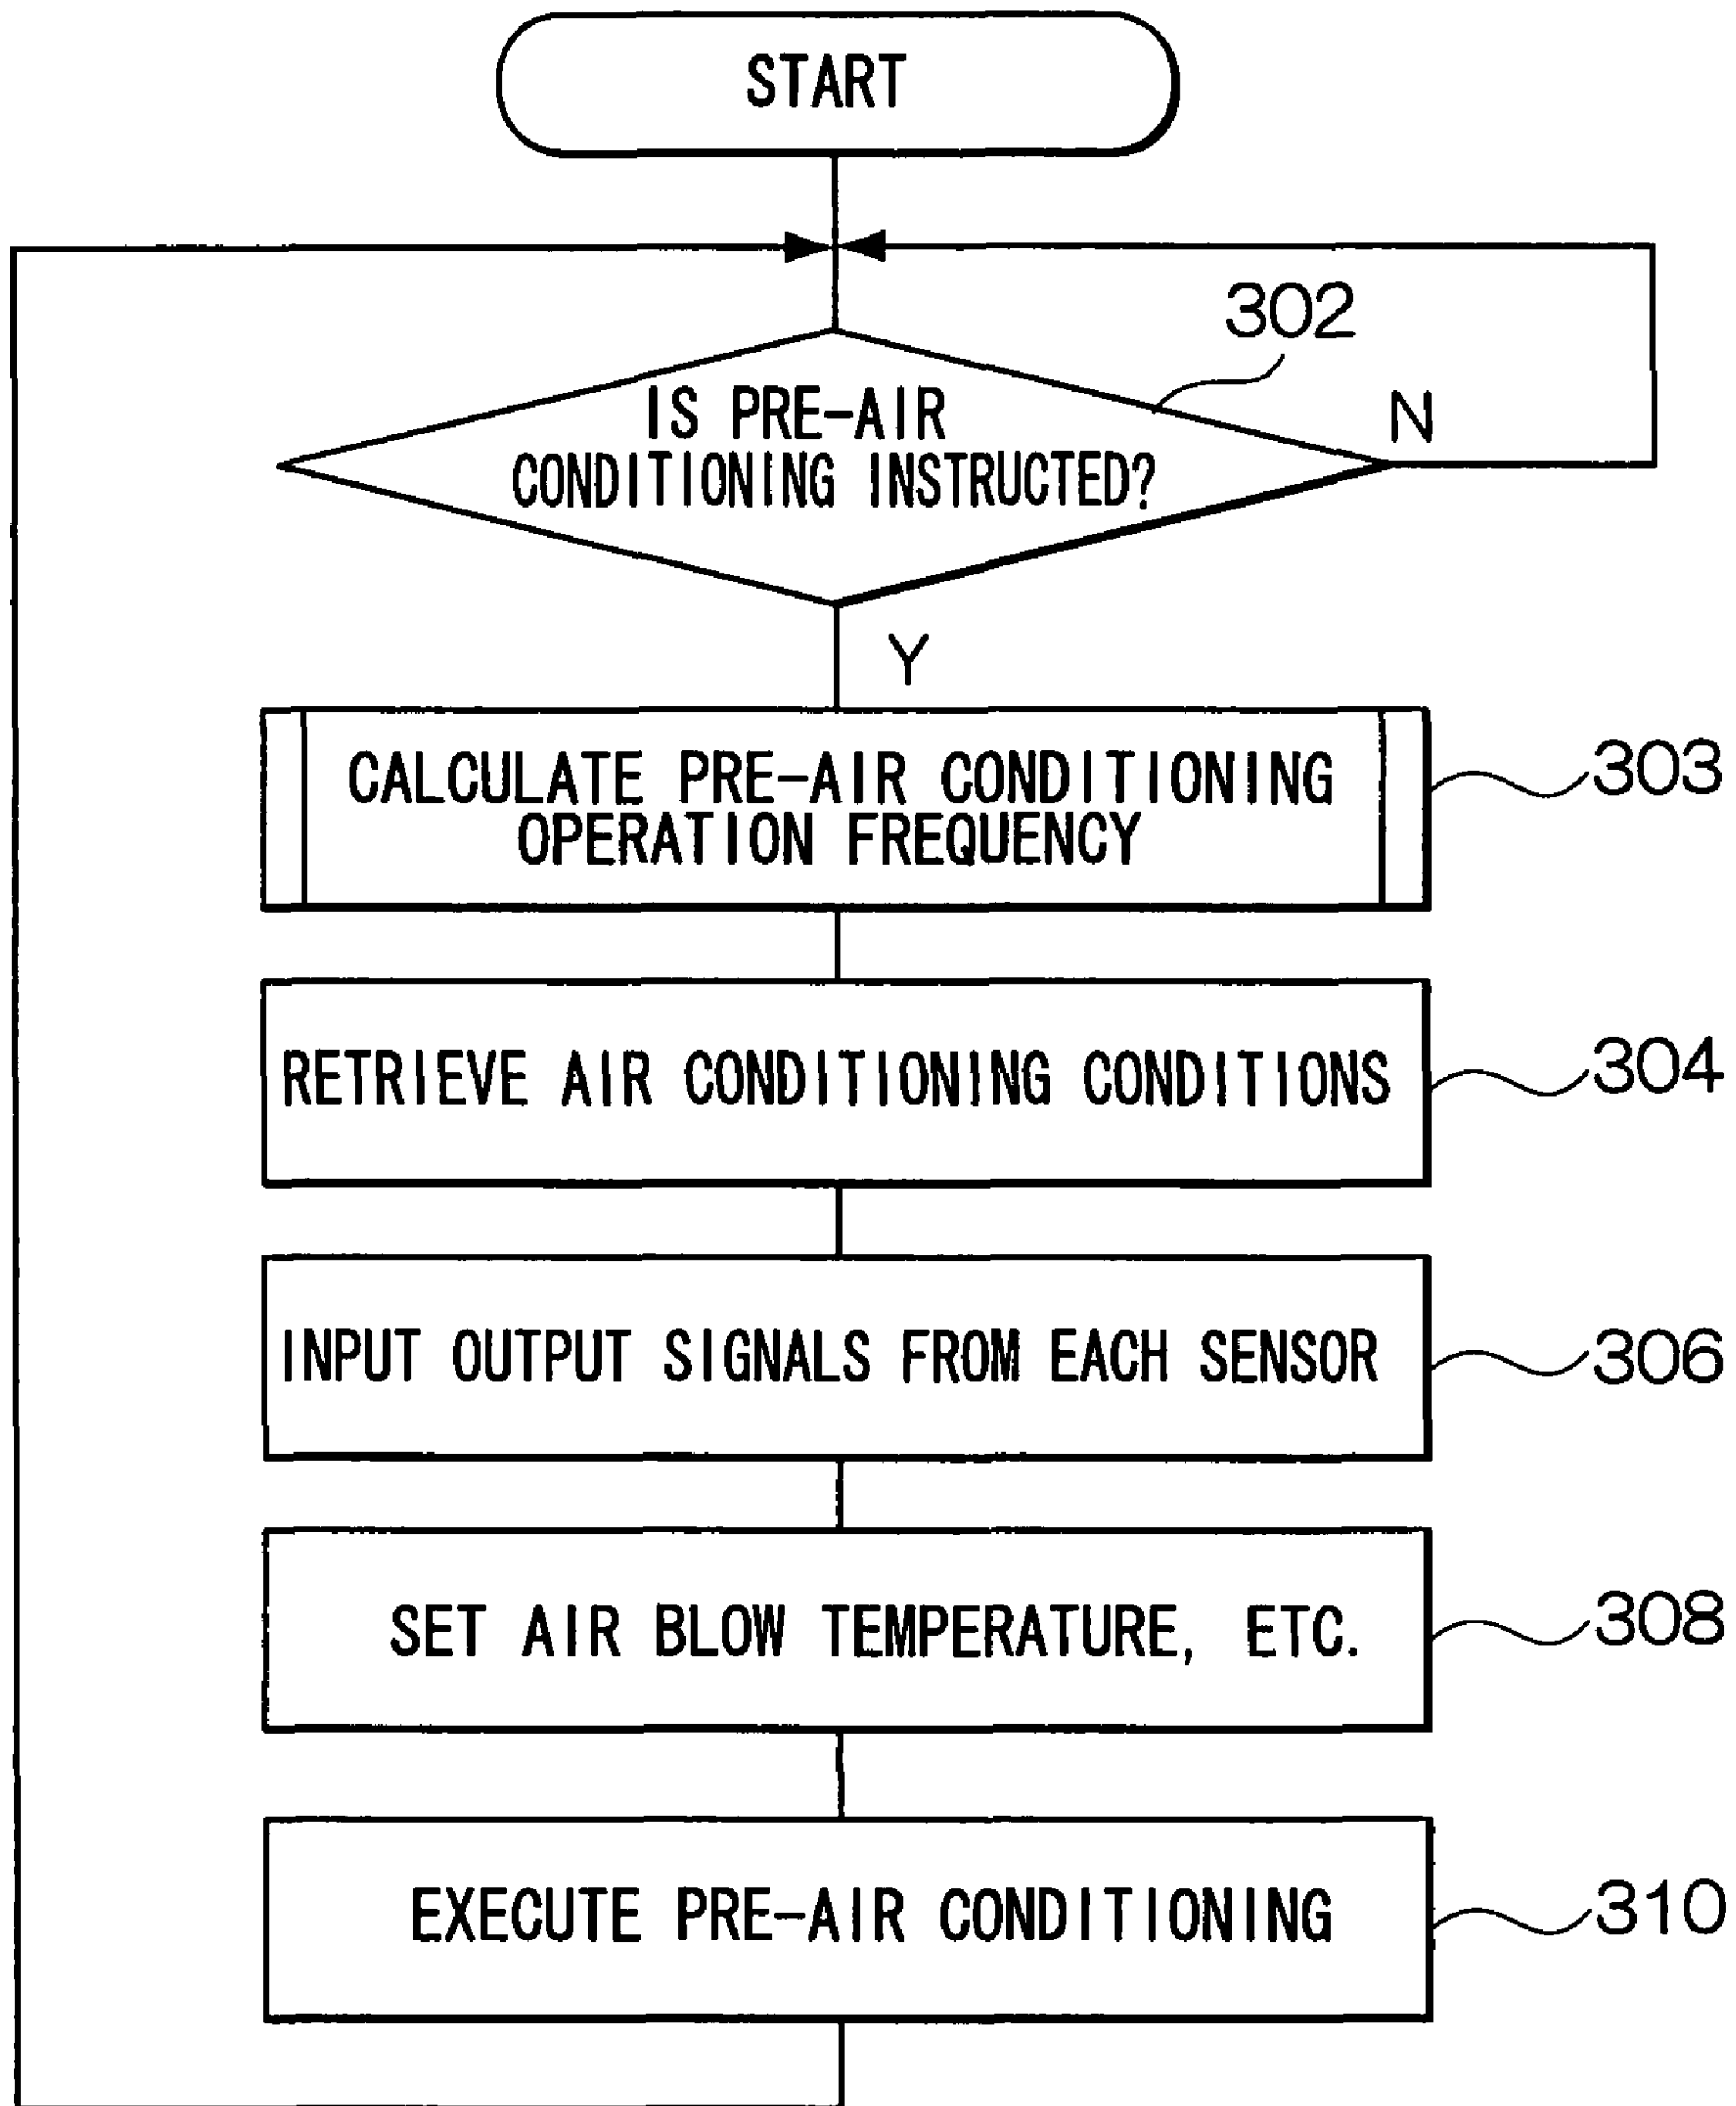 START
302
IS PRE-AIR
CONDITIONING INSTRUCTED?
N
Y
CALCULATE PRE-AIR CONDITIONING
OPERATION FREQUENCY
303
RETRIEVE AIR CONDITIONING CONDITIONS
304
INPUT OUTPUT SIGNALS FROM EACH SENSOR
306
SET AIR BLOW TEMPERATURE, ETC.
308
EXECUTE PRE-AIR CONDITIONING
310